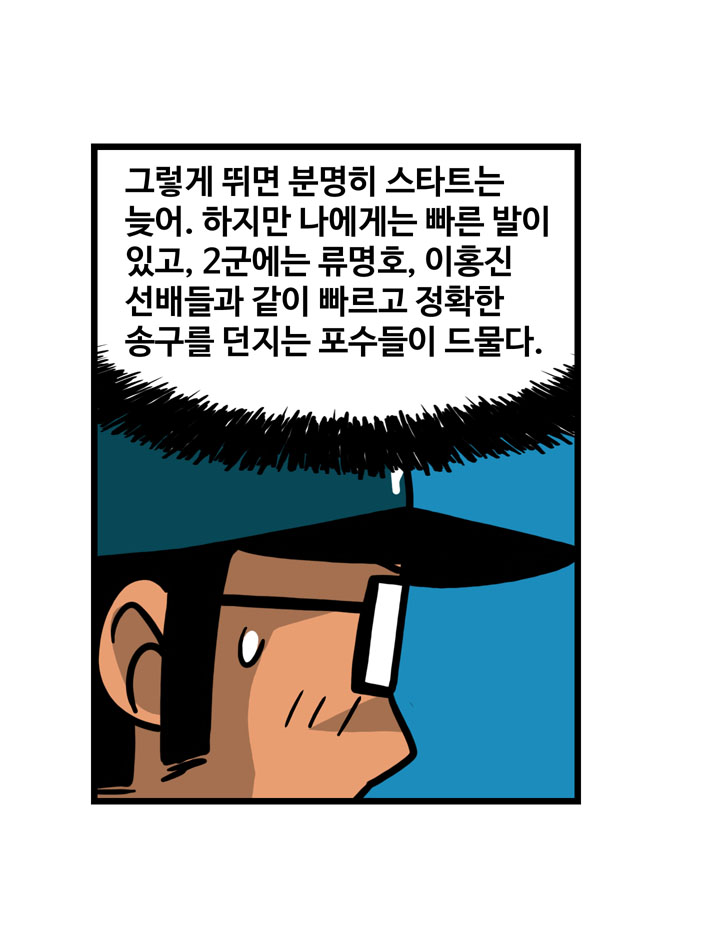 그렇게 뛰면 분명히 스타트는
늦어. 하지만 나에게는 빠른 발이
있고, 2군에는 류명호, 이홍진
선배들과 같이 빠르고 정확한
송구를 던지는 포수들이 드물다.